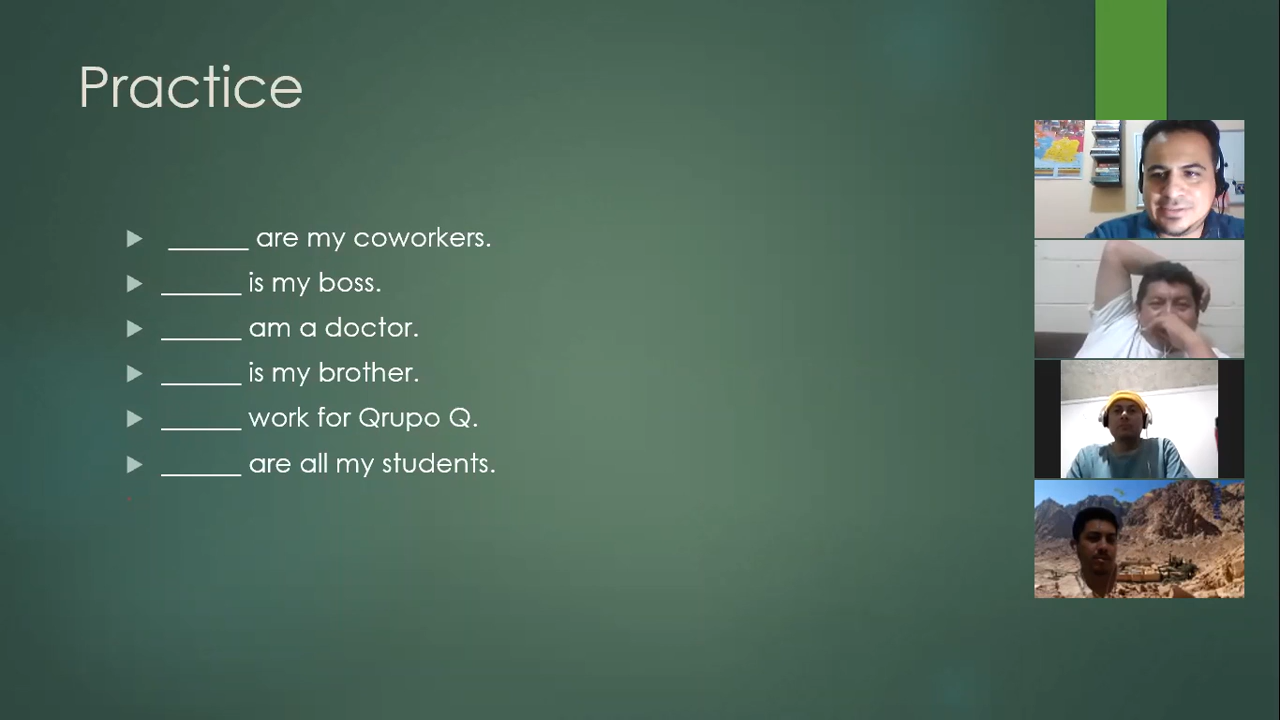 Practice
______ are my coworkers.
______ is my boss.
______ am a doctor.
______ is my brother.
______ work for Qrupo Q.
______ are all my students.